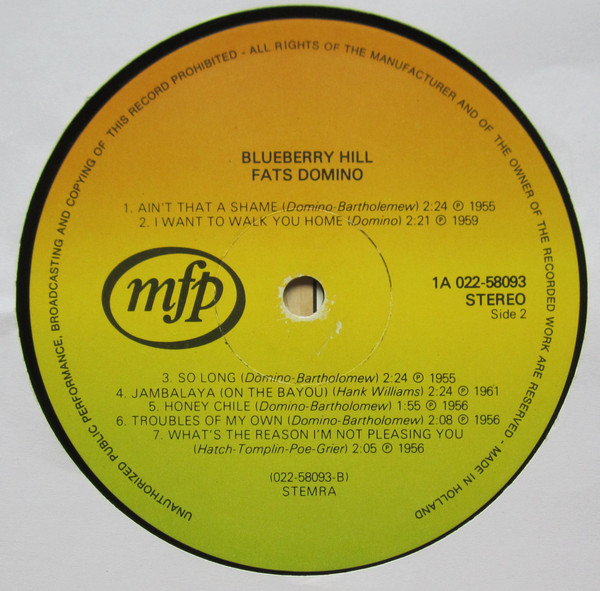 UNAUTHORIZED PUBLIC PERFORMANCE, BROADCASTING AND COPYING OF THIS RECORD PROHIBITED - ALL RIGHTS OF THE MANUFACTURER AND OF THE OWNER OF THE RECORDED WORK ARE RESERVED - MADE IN HOLLAND
BLUEBERRY HILL
FATS DOMINO
1. AIN'T THAT A SHAME (Domino-Bartholemew) 2:24 Ⓟ 1955
2. I WANT TO WALK YOU HOME (Domino) 2:21 Ⓟ 1959
mfp
1A 022-58093
STEREO
Side 2
3. SO LONG (Domino-Bartholomew) 2:24 Ⓟ 1955
4. JAMBALAYA (ON THE BAYOU) (Hank Williams) 2:24 Ⓟ 1961
5. HONEY CHILE (Domino-Bartholomew) 1:55 Ⓟ 1956
6. TROUBLES OF MY OWN (Domino-Bartholomew) 2:08 Ⓟ 1956
7. WHAT'S THE REASON I'M NOT PLEASING YOU
(Hatch-Tomplin-Poe-Grier) 2:05 Ⓟ 1956
(022-58093-B)
STEMRA